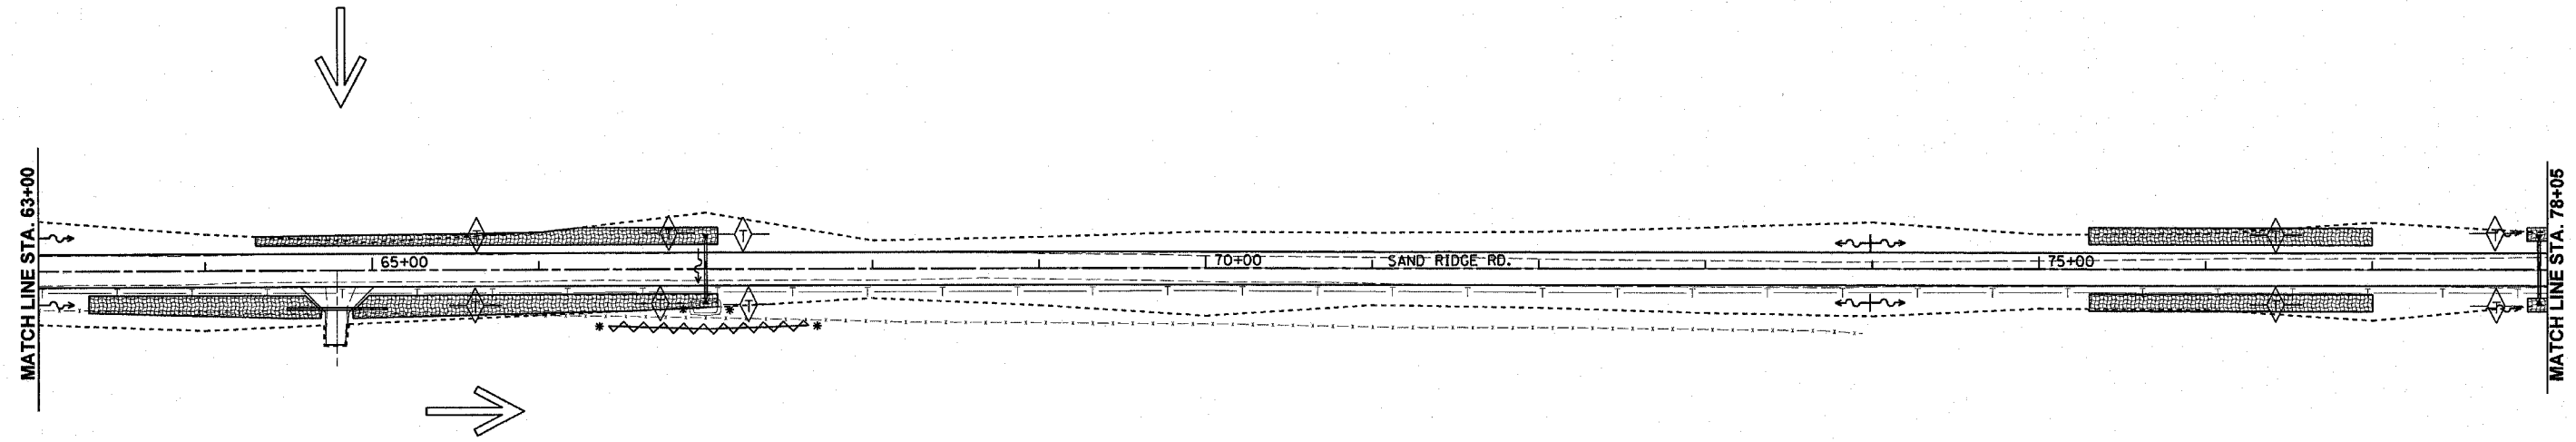 MATCH LINE STA. 63+00
65+00
70+00
SAND RIDGE RD.
75+00
MATCH LINE STA. 78+05
T
T
T
T
T
T
T
T
T
T